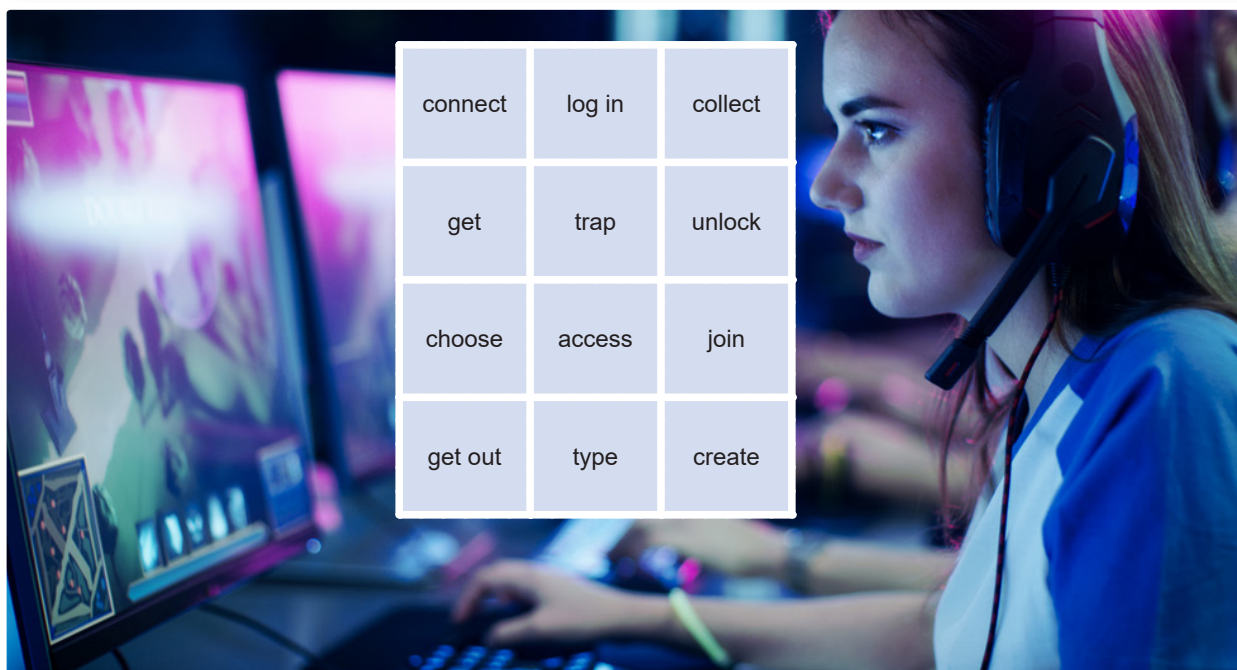 connect log in collect
get trap unlock
choose access join
get out type create